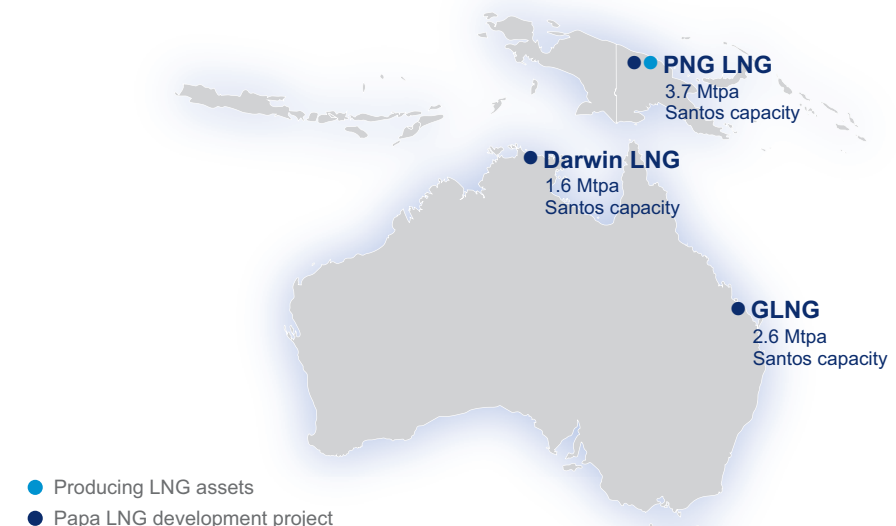 PNG LNG
3.7 Mtpa
Santos capacity
Darwin LNG
1.6 Mtpa
Santos capacity
GLNG
2.6 Mtpa
Santos capacity
Producing LNG assets
Papa LNG development project